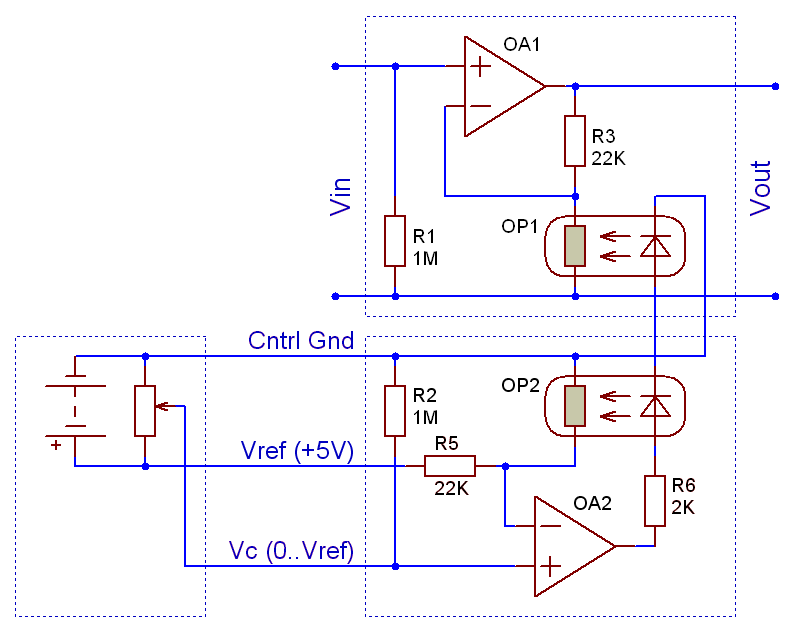 OA1
R3
22K
Vin
Vout
OP1
R1
1M
Cntrl Gnd
OP2
R2
1M
R5
Vref (+5V)
22K
R6
2K
OA2
Vc (0..Vref)